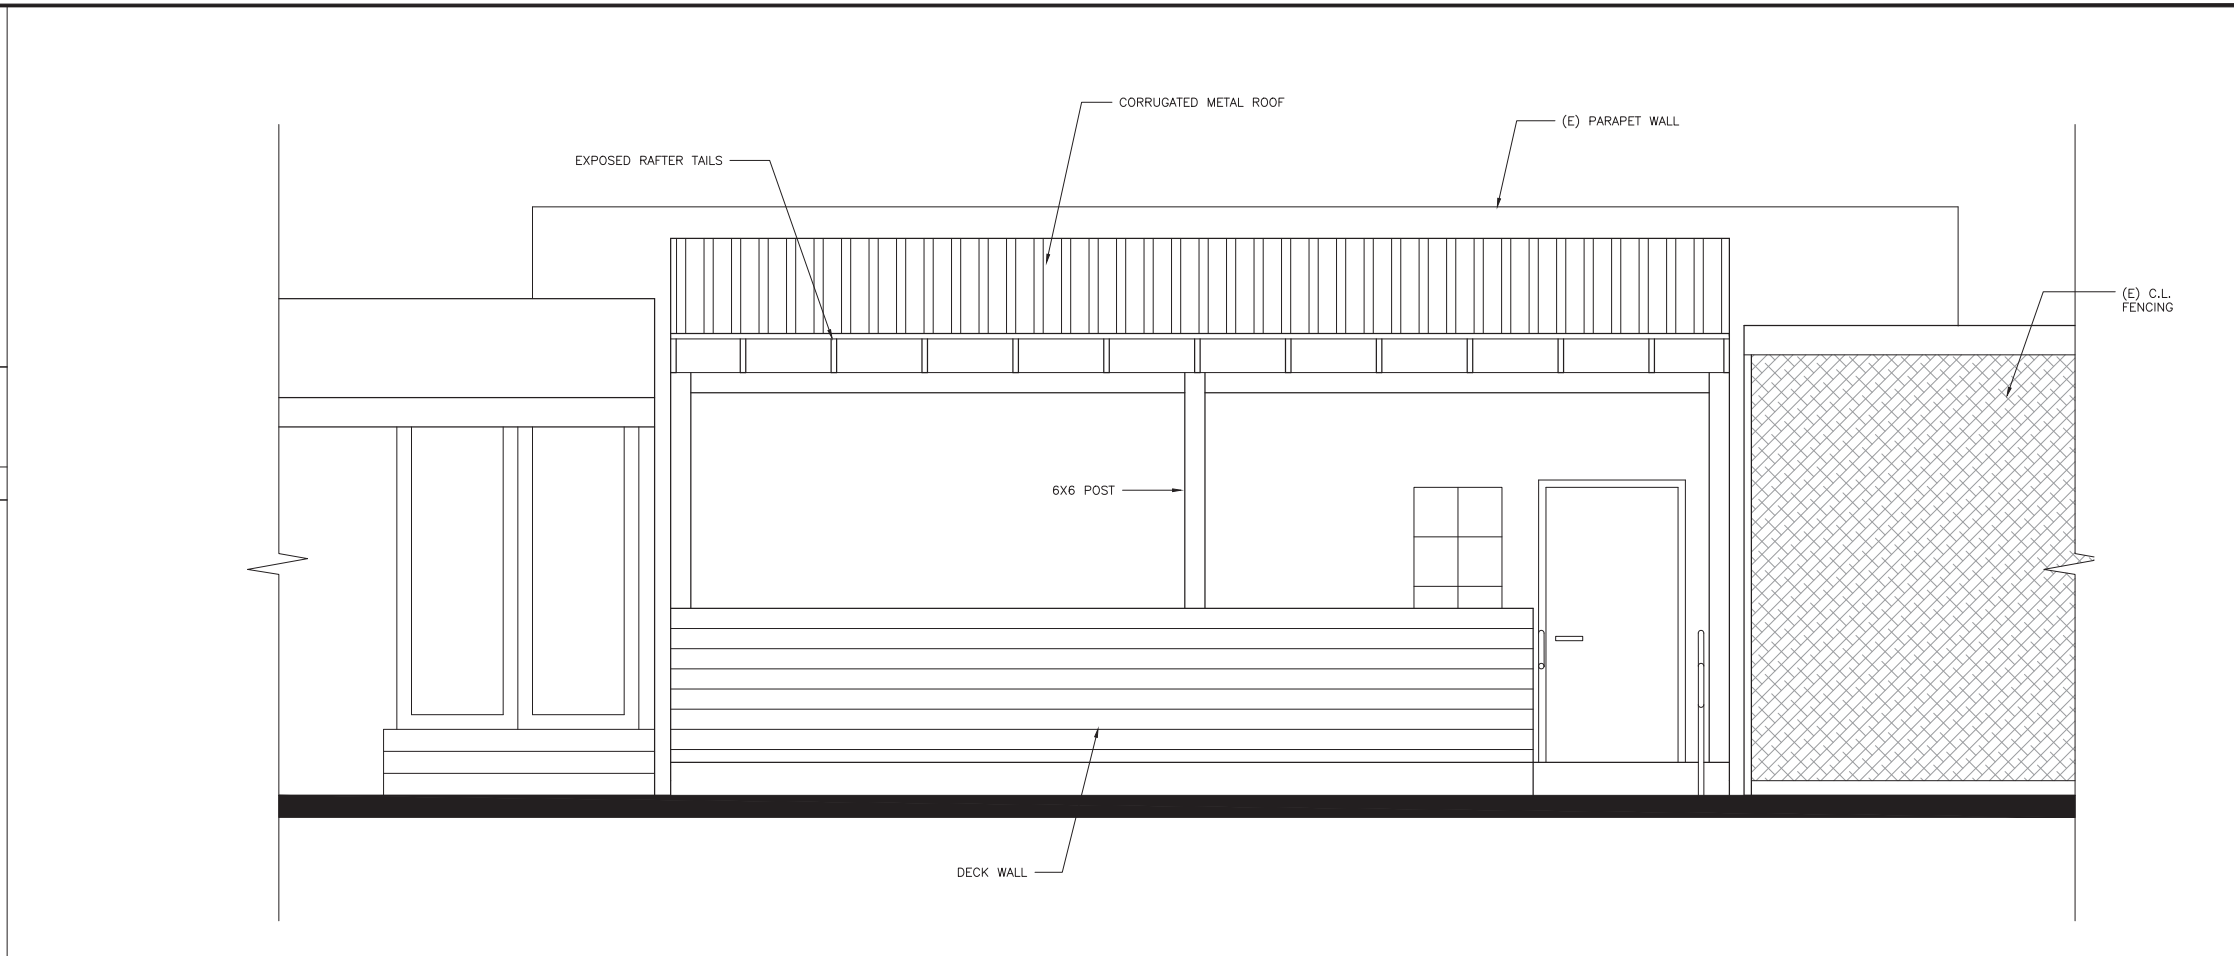 CORRUGATED METAL ROOF
(E) PARAPET WALL
EXPOSED RAFTER TAILS
(E) C.L.
FENCING
6X6 POST
DECK WALL